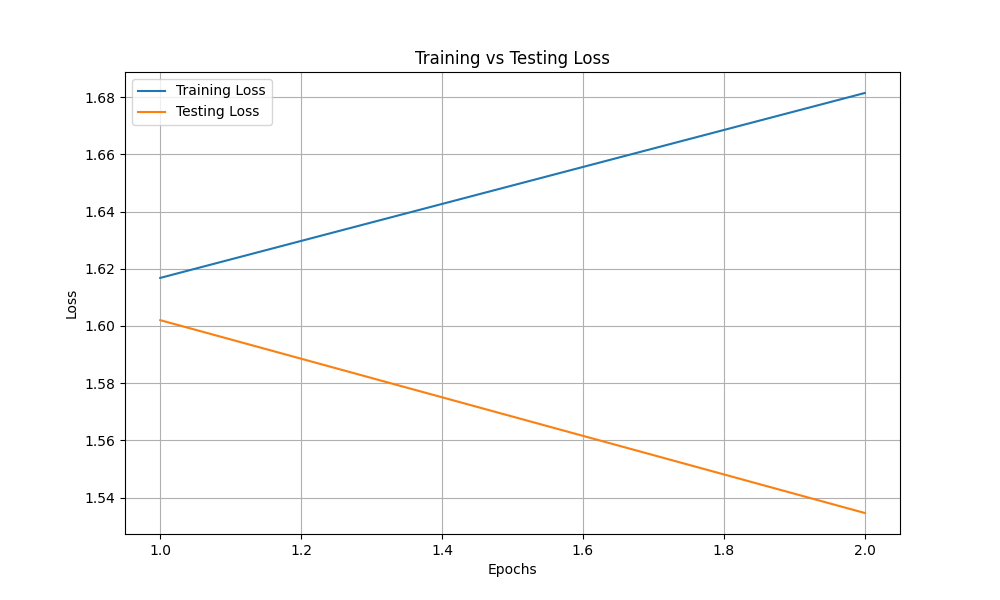 Training vs Testing Loss
Training Loss
Testing Loss
1.68
1.66
1.64
1.62
1.60
1.58
1.56
1.54
Loss
1.0 1.2 1.4 1.6 1.8 2.0
Epochs